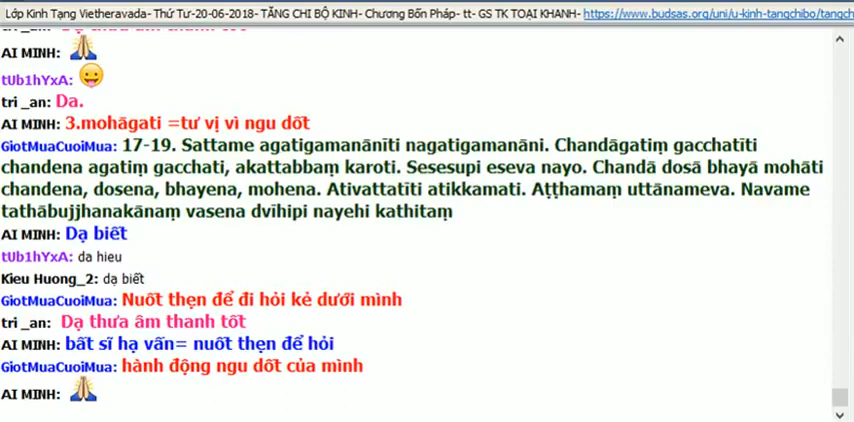 Lớp Kinh Tạng Vietheravada- Thứ Tư-20-06-2018- TĂNG CHI BỘ KINH- Chương Bốn Pháp- tt- GS TK TOẠI KHANH- https://www.budsas.org/uni/u-kinh-tangchibo/tangch
AI MINH:
tUb1hYxA:
tri _an: Da.
AI MINH: 3.mohāgati =tư vị vì ngu dốt
GiotMuaCuoiMua: 17-19. Sattame agatigamanānīti nagatigamanāni. Chandāgatiṃ gacchatīti
chandena agatiṃ gacchati, akattabbaṃ karoti. Sesesupi eseva nayo. Chandā dosā bhayā mohāti
chandena, dosena, bhayena, mohena. Ativattatīti atikkamati. Aṭṭhamaṃ uttānameva. Navame
tathābujjhanakānaṃ vasena dvīhipi nayehi kathitaṃ
AI MINH: Dạ biết
tUb1hYxA: da hieu
Kieu Huong_2: dạ biết
GiotMuaCuoiMua: Nuốt thẹn để đi hỏi kẻ dưới mình
tri _an: Dạ thưa âm thanh tốt
AI MINH: bất sĩ hạ vấn= nuốt thẹn để hỏi
GiotMuaCuoiMua: hành động ngu dốt của mình
AI MINH: